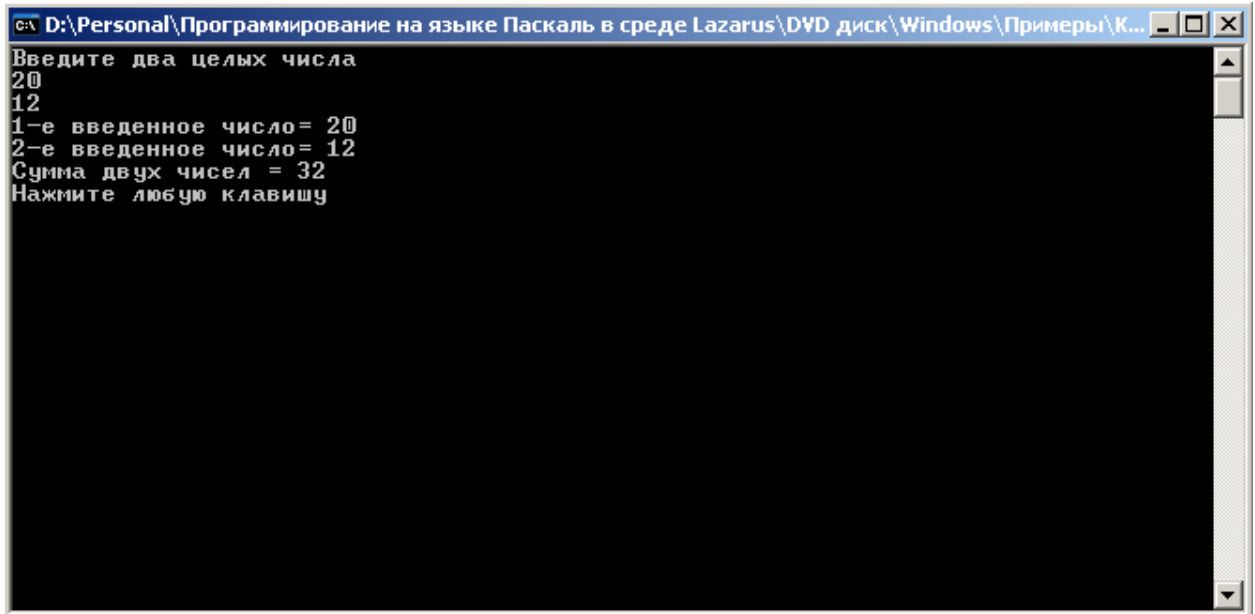 D:\Personal\Программирование на языке Паскаль в среде Lazarus\DVD диск\Windows\Примеры\К...
Введите два целых числа
20
12
1-е введенное число= 20
2-е введенное число= 12
Сумма двух чисел = 32
Нажмите любую клавишу